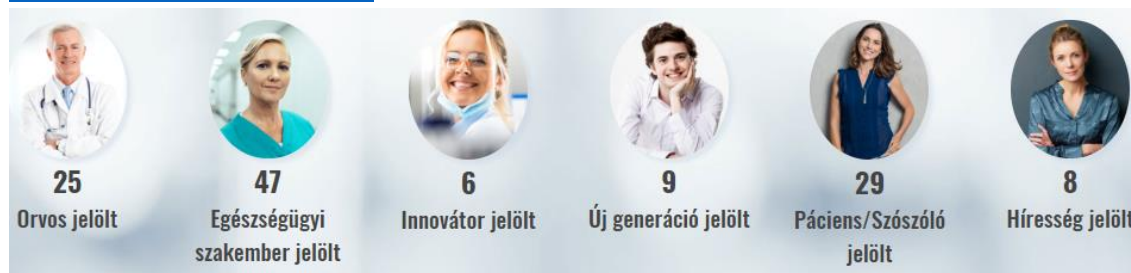 25
Orvos jelölt
47
Egészségügyi
szakember jelölt
6
Innovátor jelölt
9
Új generáció jelölt
29
Páciens/Szószóló
jelölt
8
Híresség jelölt